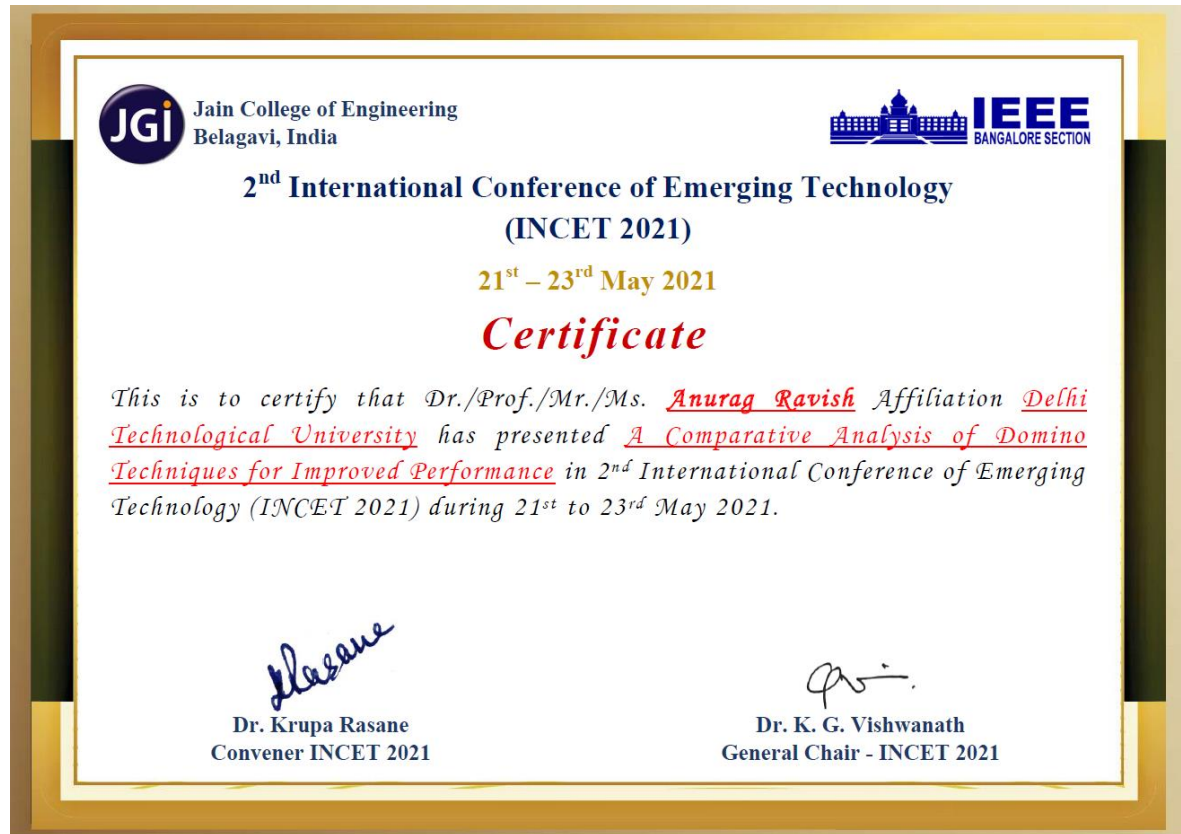 JGi
Jain College of Engineering
Belagavi, India
IEEE
BANGALORE SECTION
2nd International Conference of Emerging Technology
(INCET 2021)
21st – 23rd May 2021
Certificate
This is to certify that Dr./Prof./Mr./Ms. Anurag Ravish Affiliation Delhi
Technological University has presented A Comparative Analysis of Domino
Techniques for Improved Performance in 2nd International Conference of Emerging
Technology (INCET 2021) during 21st to 23rd May 2021.
Dr. Krupa Rasane
Convener INCET 2021
Dr. K. G. Vishwanath
General Chair - INCET 2021